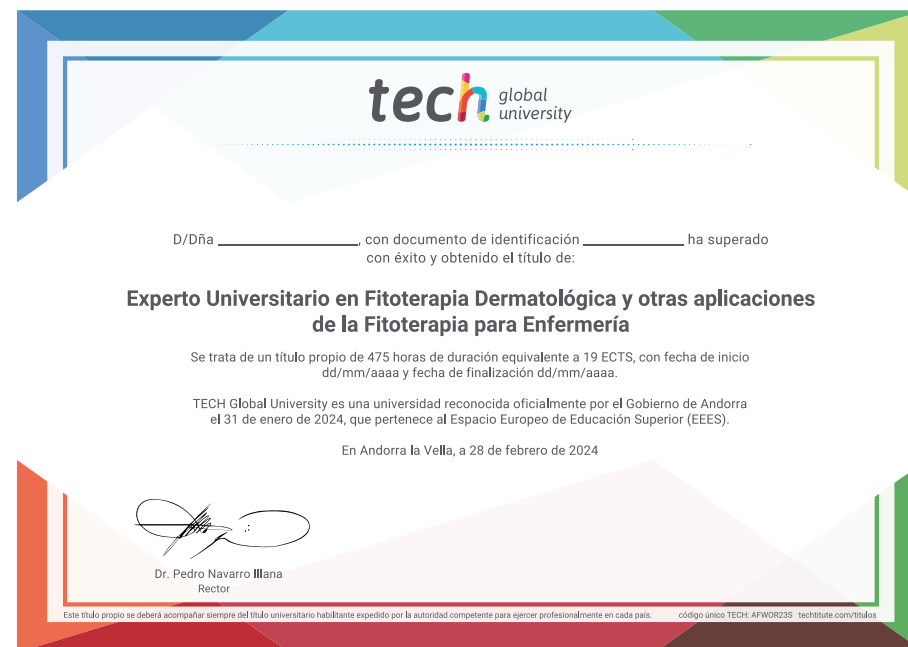 tech global university
D/Dña ____________, con documento de identificación ____________ ha superado
con éxito y obtenido el título de:
Experto Universitario en Fitoterapia Dermatológica y otras aplicaciones
de la Fitoterapia para Enfermería
Se trata de un título propio de 475 horas de duración equivalente a 19 ECTS, con fecha de inicio
dd/mm/aaaa y fecha de finalización dd/mm/aaaa.
TECH Global University es una universidad reconocida oficialmente por el Gobierno de Andorra
el 31 de enero de 2024, que pertenece al Espacio Europeo de Educación Superior (EEES).
En Andorra la Vella, a 28 de febrero de 2024
Dr. Pedro Navarro Illana
Rector
Este título propio se deberá acompañar siempre del título universitario habilitante expedido por la autoridad competente para ejercer profesionalmente en cada país. código único TECH: AFWOR23S techtitute.com/titulos